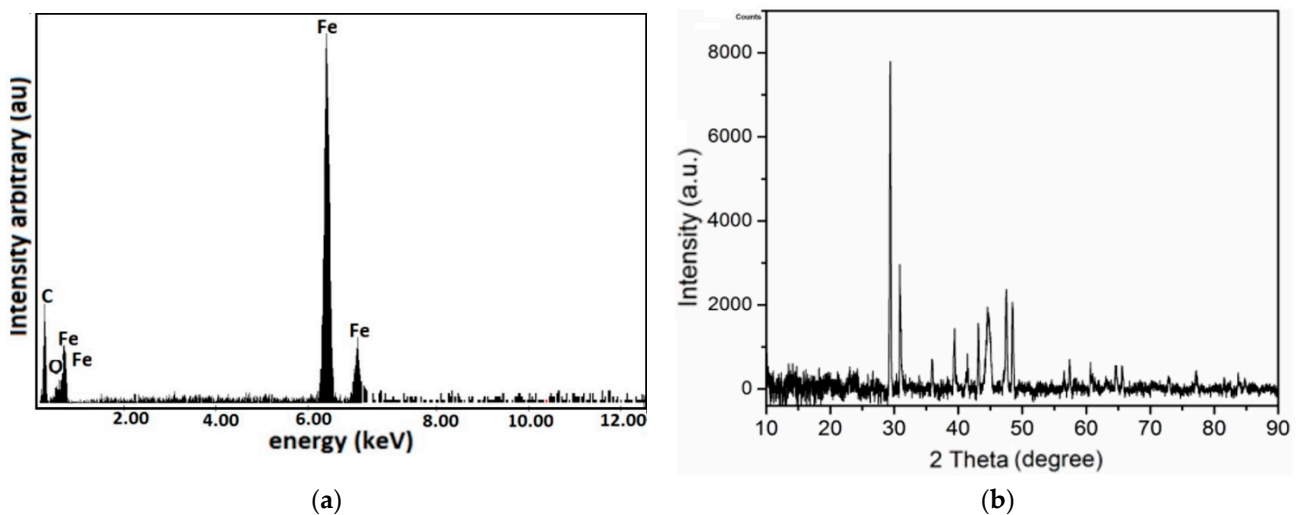 Intensity arbitrary (au)
Fe
C
Fe
O
Fe
Fe
2.00 4.00 6.00 8.00 10.00 12.00
energy (keV)
(a)
Counts
8000
6000
4000
2000
0
Intensity (a.u.)
10 20 30 40 50 60 70 80 90
2 Theta (degree)
(b)